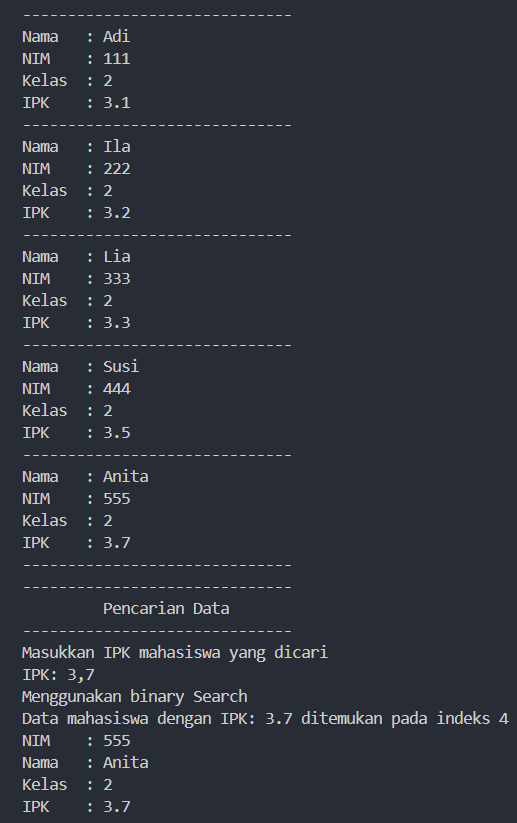 ------------------------------
Nama   : Adi
NIM    : 111
Kelas  : 2
IPK    : 3.1
------------------------------
Nama   : Ila
NIM    : 222
Kelas  : 2
IPK    : 3.2
------------------------------
Nama   : Lia
NIM    : 333
Kelas  : 2
IPK    : 3.3
------------------------------
Nama   : Susi
NIM    : 444
Kelas  : 2
IPK    : 3.5
------------------------------
Nama   : Anita
NIM    : 555
Kelas  : 2
IPK    : 3.7
------------------------------
------------------------------
         Pencarian Data
------------------------------
Masukkan IPK mahasiswa yang dicari
IPK: 3,7
Menggunakan binary Search
Data mahasiswa dengan IPK: 3.7 ditemukan pada indeks 4
NIM    : 555
Nama   : Anita
Kelas  : 2
IPK    : 3.7